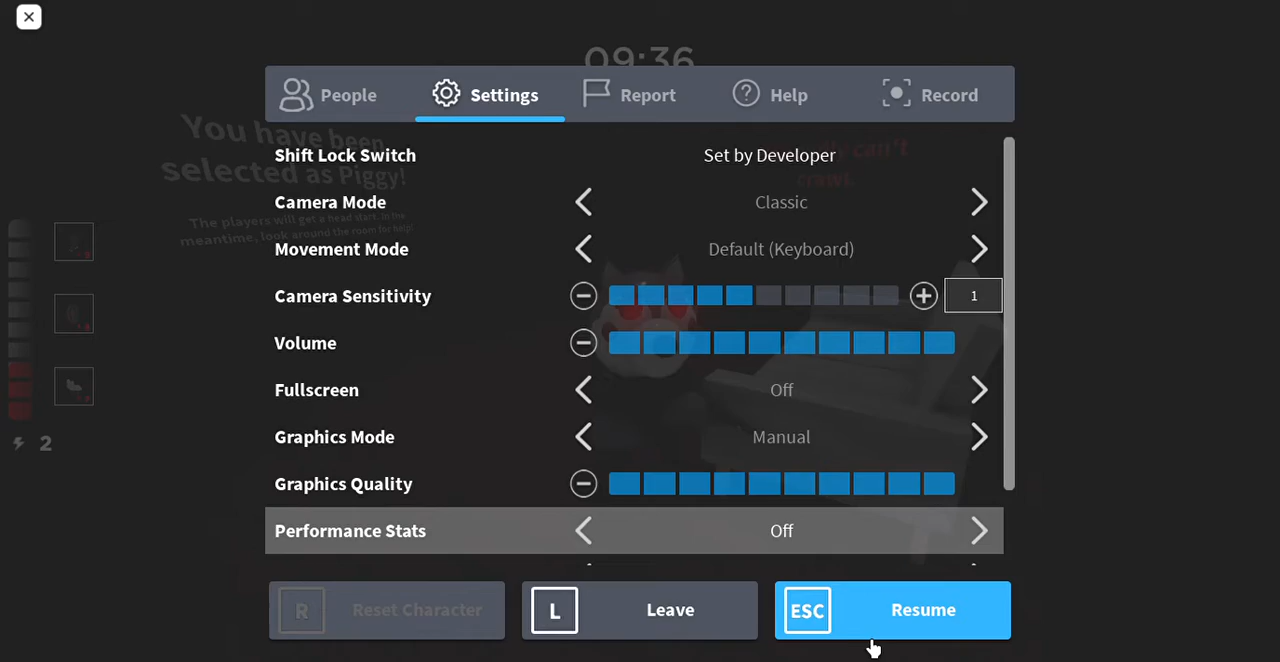 09:36
People
Settings
Report
Help
Record
You have been
selected as Piggy!
The players will get a head start. In the
meantime, look around the room for help!
can't
crawl.
Shift Lock Switch
Set by Developer
Camera Mode
Classic
Movement Mode
Default (Keyboard)
Camera Sensitivity
1
Volume
Fullscreen
Off
Graphics Mode
Manual
Graphics Quality
Performance Stats
Off
2
R
Reset Character
L
Leave
ESC
Resume